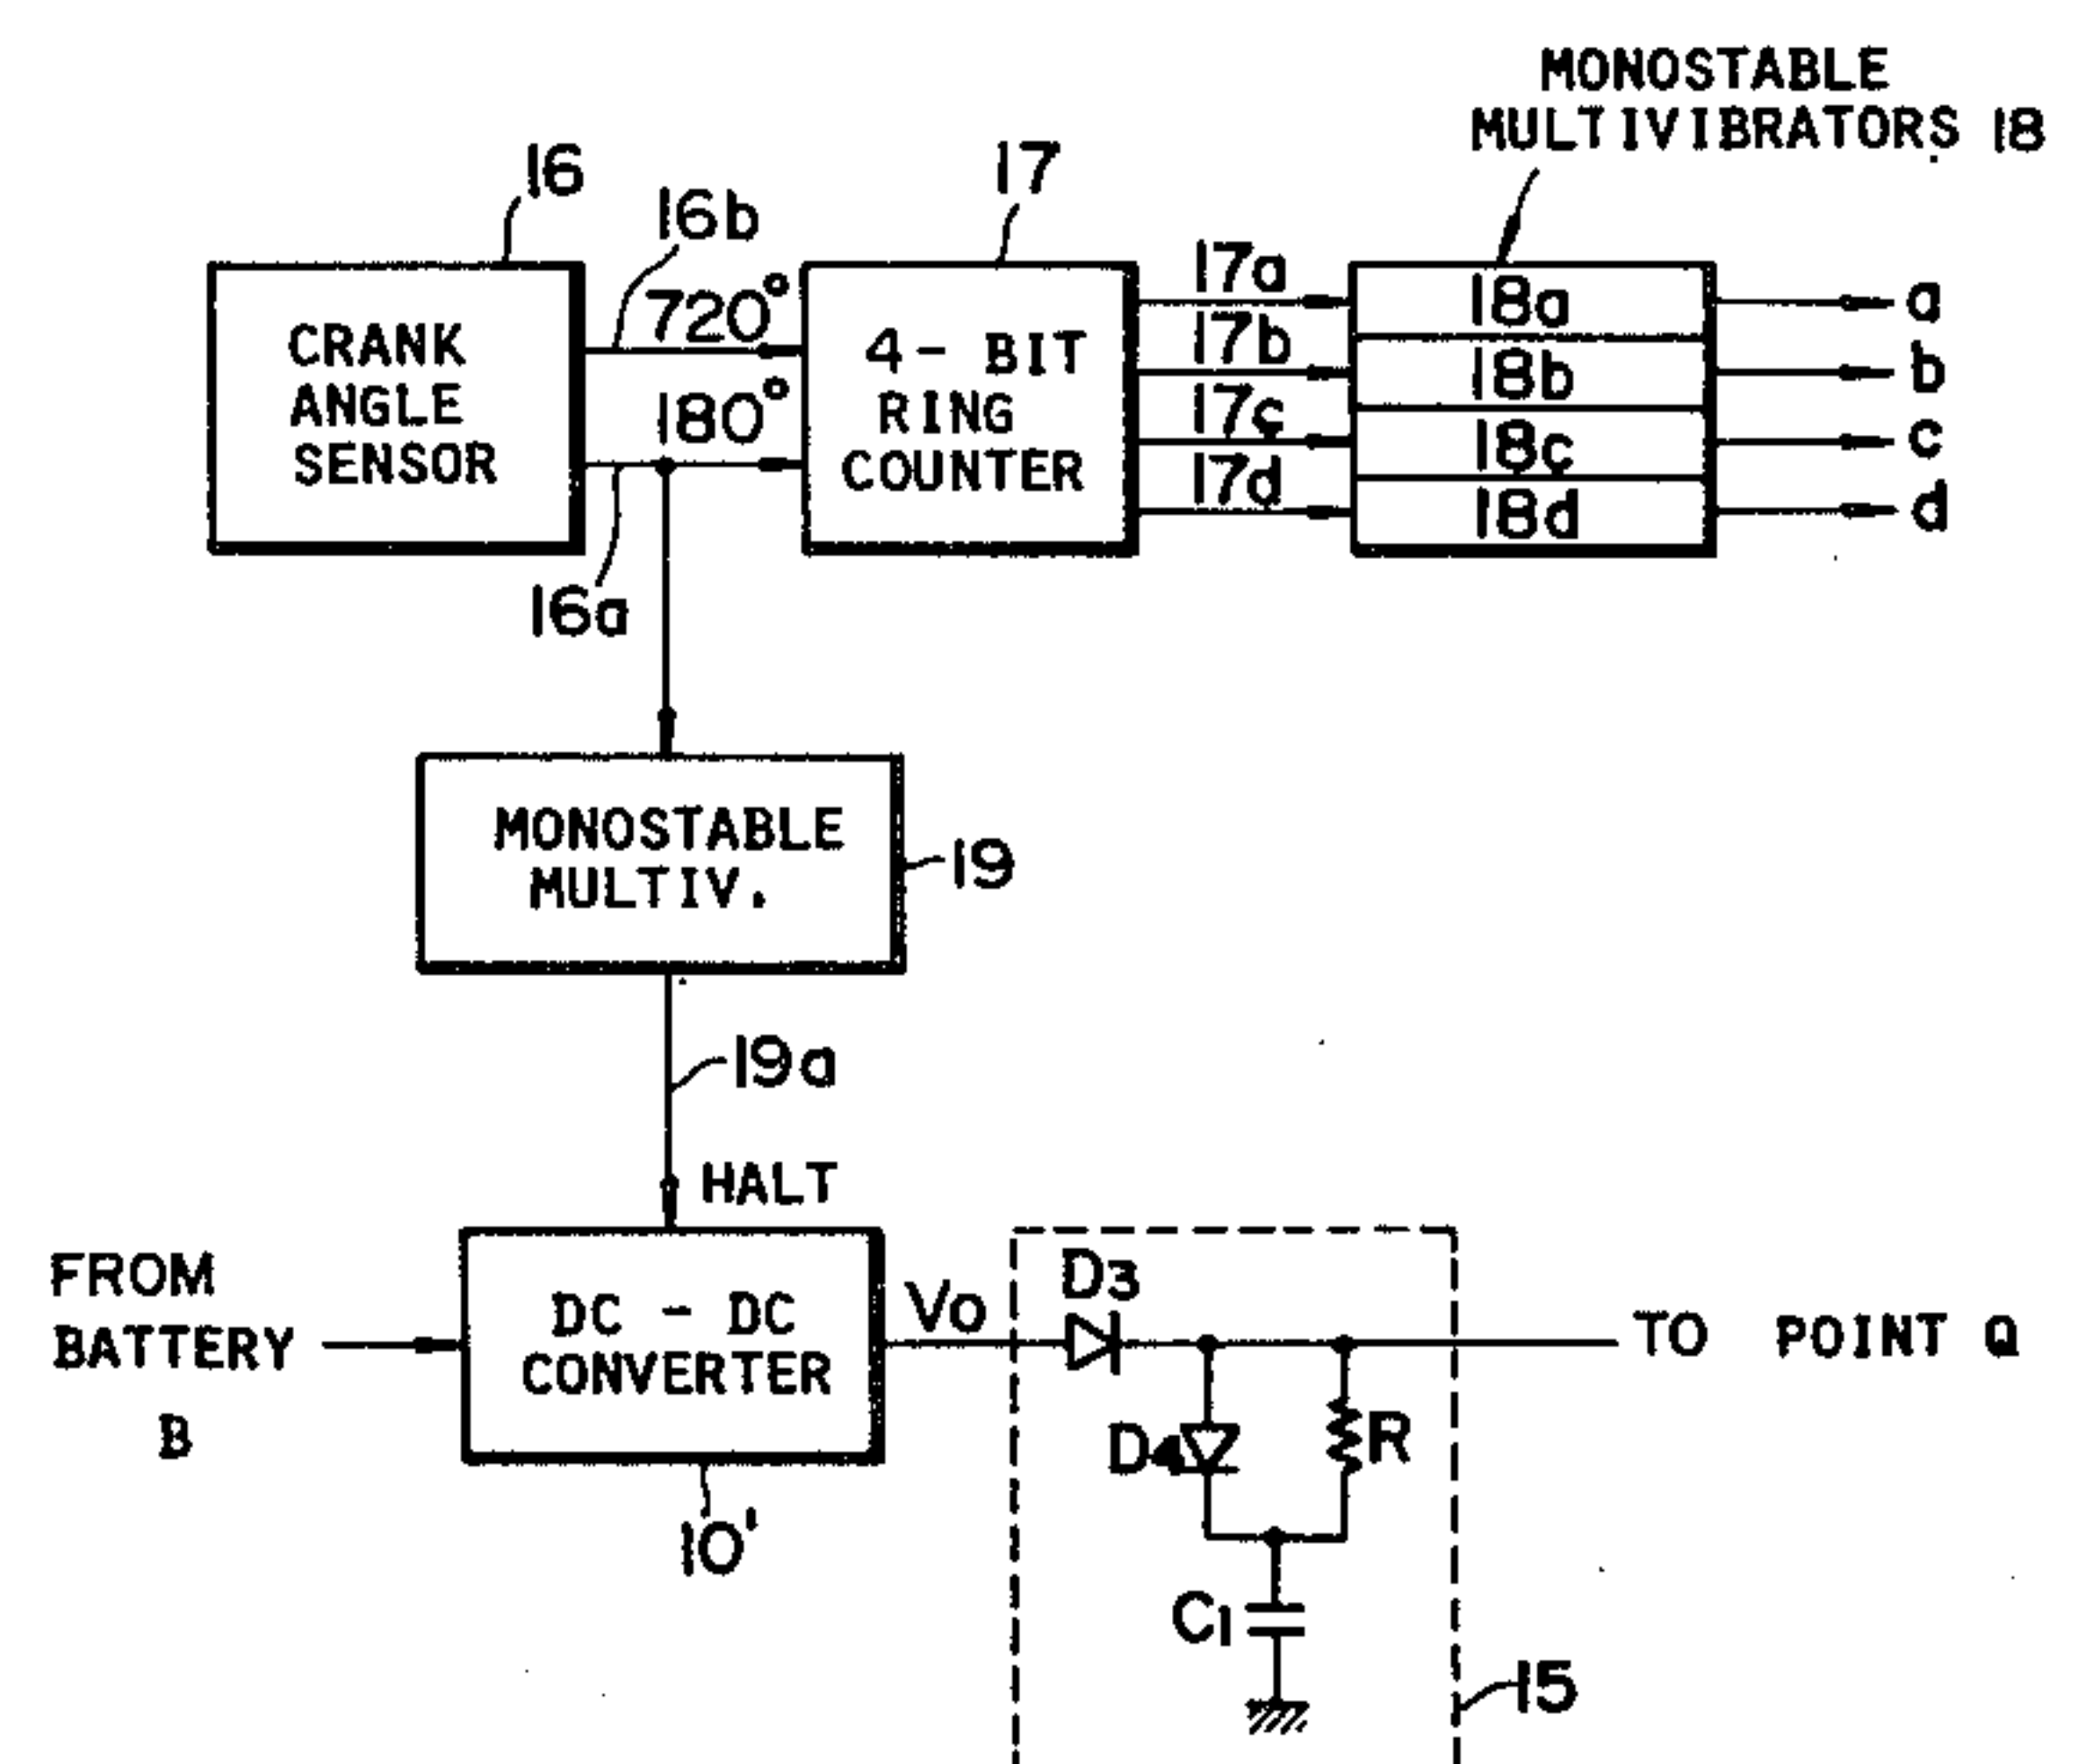 MONOSTABLE
MULTIVIBRATORS 18
16
16b
17
720°
180°
16a
CRANK
ANGLE
SENSOR
4- BIT
RING
COUNTER
17a
17b
17c
17d
18a
18b
18c
18d
a
b
c
d
MONOSTABLE
MULTIV.
19
19a
HALT
FROM
BATTERY
B
DC - DC
CONVERTER
10'
Vo
D3
D4
R
C1
15
TO POINT Q